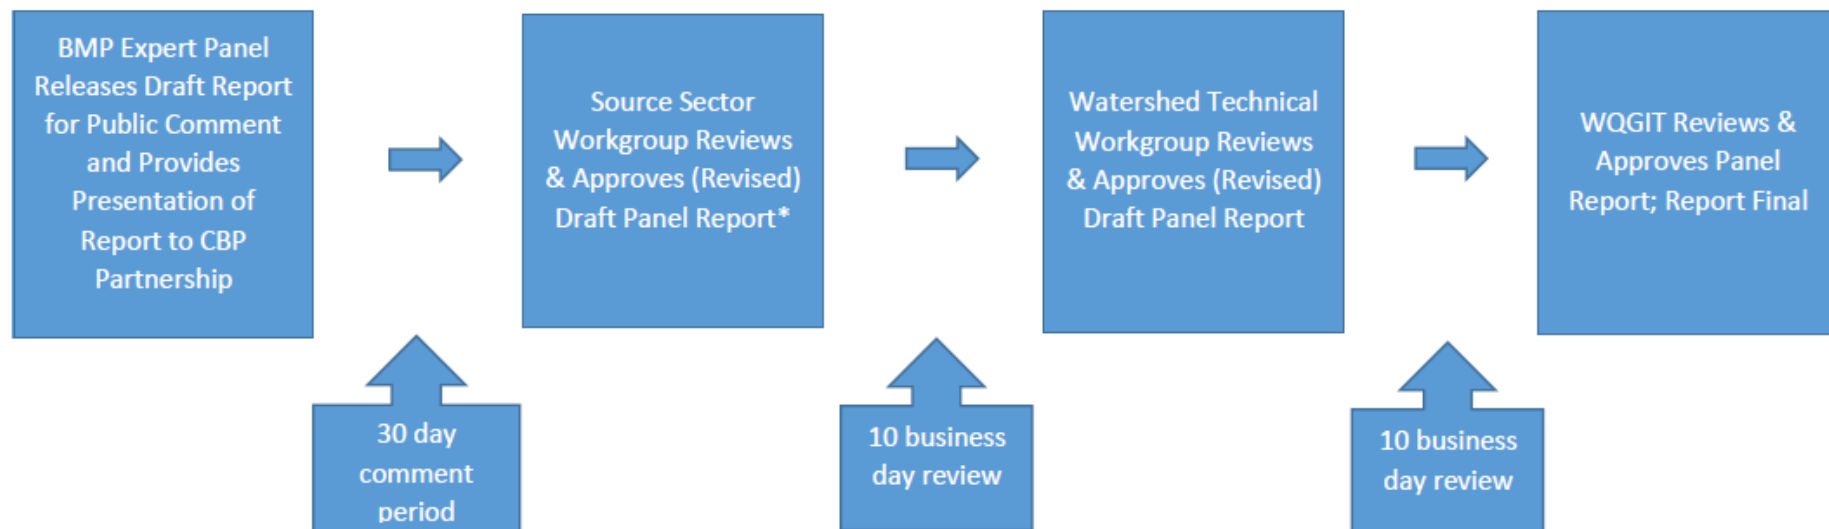 BMP Expert Panel
Releases Draft Report
for Public Comment
and Provides
Presentation of
Report to CBP
Partnership
Source Sector
Workgroup Reviews
& Approves (Revised)
Draft Panel Report*
Watershed Technical
Workgroup Reviews
& Approves (Revised)
Draft Panel Report
WQGIT Reviews &
Approves Panel
Report; Report Final
30 day
comment
period
10 business
day review
10 business
day review